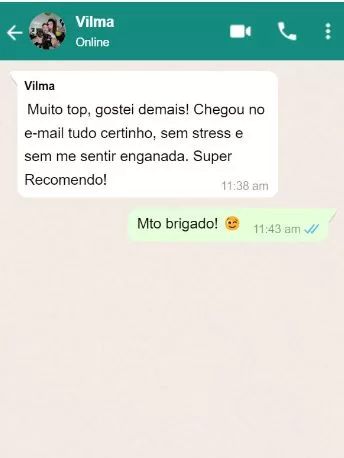 Vilma
Online
Vilma
Muito top, gostei demais! Chegou no
e-mail tudo certinho, sem stress e
sem me sentir enganada. Super
Recomendo!
11:38 am
Mto brigado! 😊
11:43 am